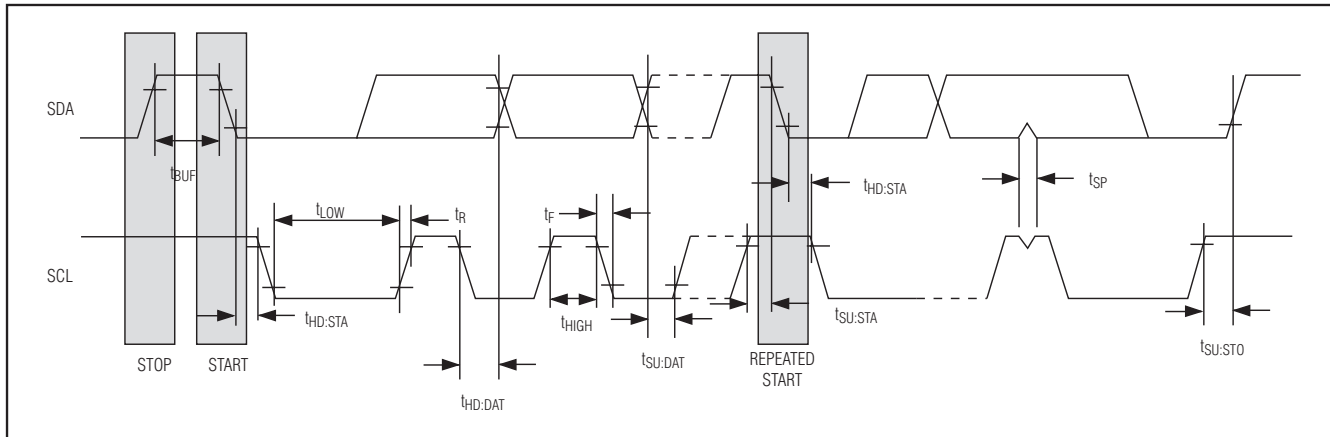 SDA
tBUF
tLOW
tR
tF
tHD:STA
tSP
SCL
tHD:STA
tHIGH
tSU:STA
tSU:DAT
tSU:STO
STOP
START
REPEATED
START
tHD:DAT